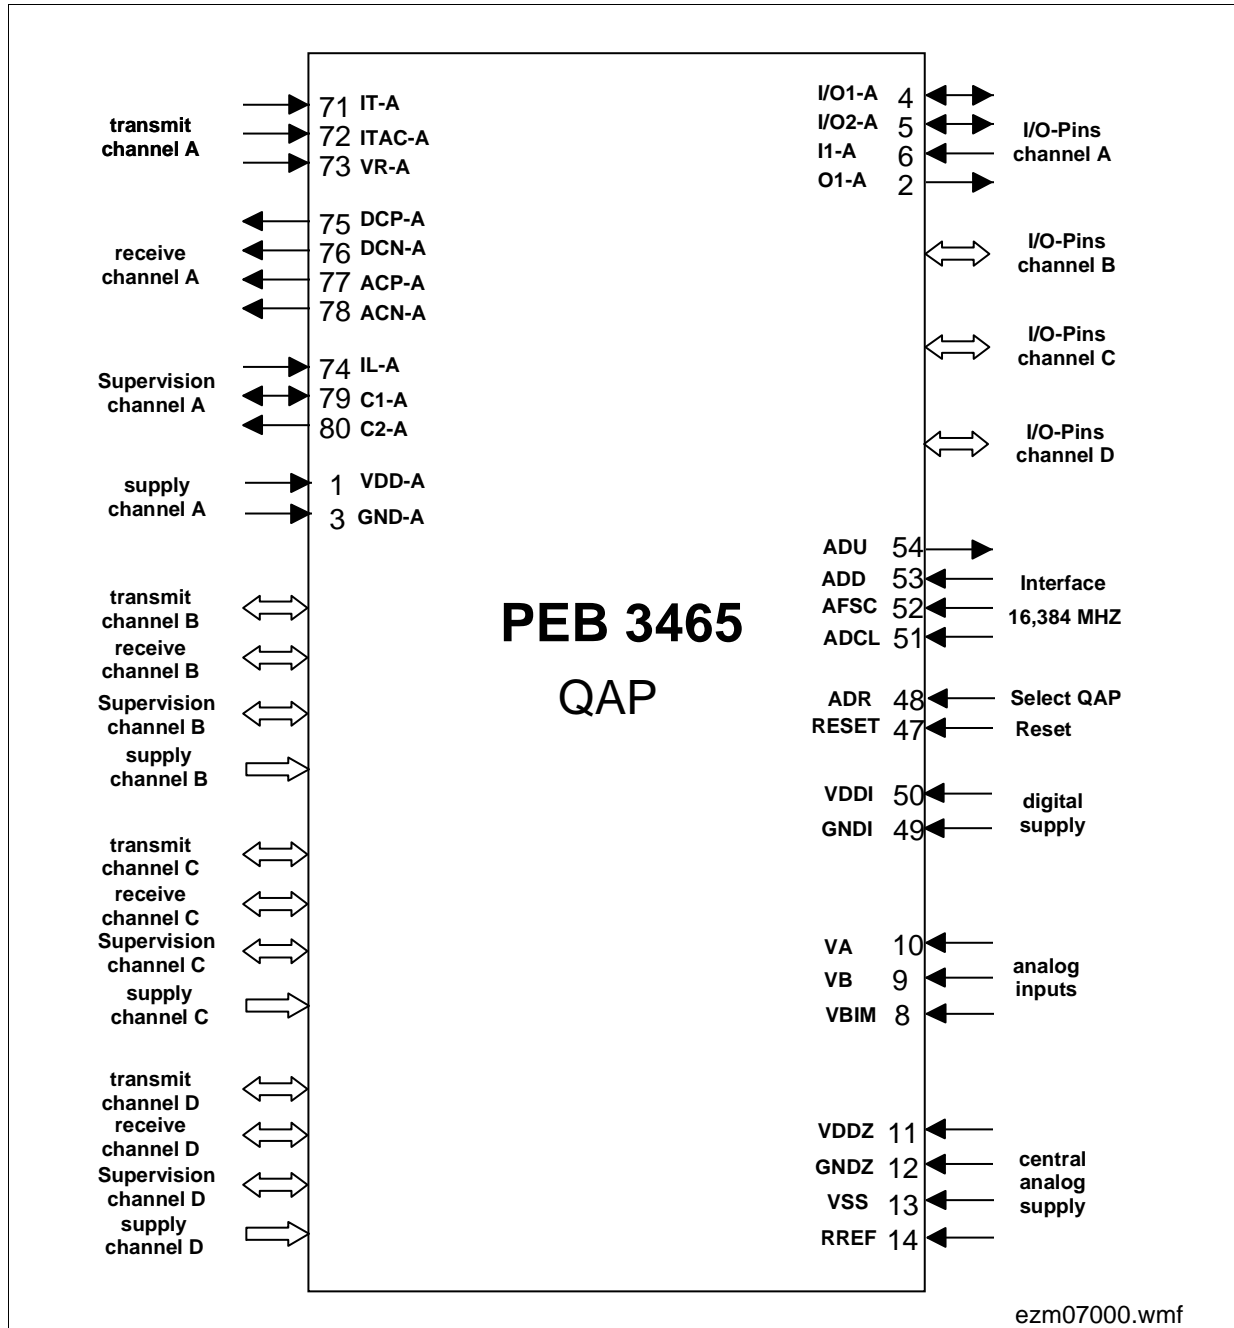 transmit
channel A
71 IT-A
72 ITAC-A
73 VR-A
receive
channel A
75 DCP-A
76 DCN-A
77 ACP-A
78 ACN-A
Supervision
channel A
74 IL-A
79 C1-A
80 C2-A
supply
channel A
1 VDD-A
3 GND-A
transmit
channel B
receive
channel B
Supervision
channel B
supply
channel B
transmit
channel C
receive
channel C
Supervision
channel C
supply
channel C
transmit
channel D
receive
channel D
Supervision
channel D
supply
channel D
PEB 3465
QAP
I/O1-A 4
I/O2-A 5
I1-A 6
O1-A 2
I/O-Pins
channel A
I/O-Pins
channel B
I/O-Pins
channel C
I/O-Pins
channel D
ADU 54
ADD 53
AFSC 52
ADCL 51
Interface
16,384 MHZ
ADR 48 Select QAP
RESET 47 Reset
VDDI 50
GNDI 49
digital
supply
VA 10
VB 9
VBIM 8
analog
inputs
VDDZ 11
GNDZ 12
VSS 13
RREF 14
central
analog
supply
ezm07000.wmf